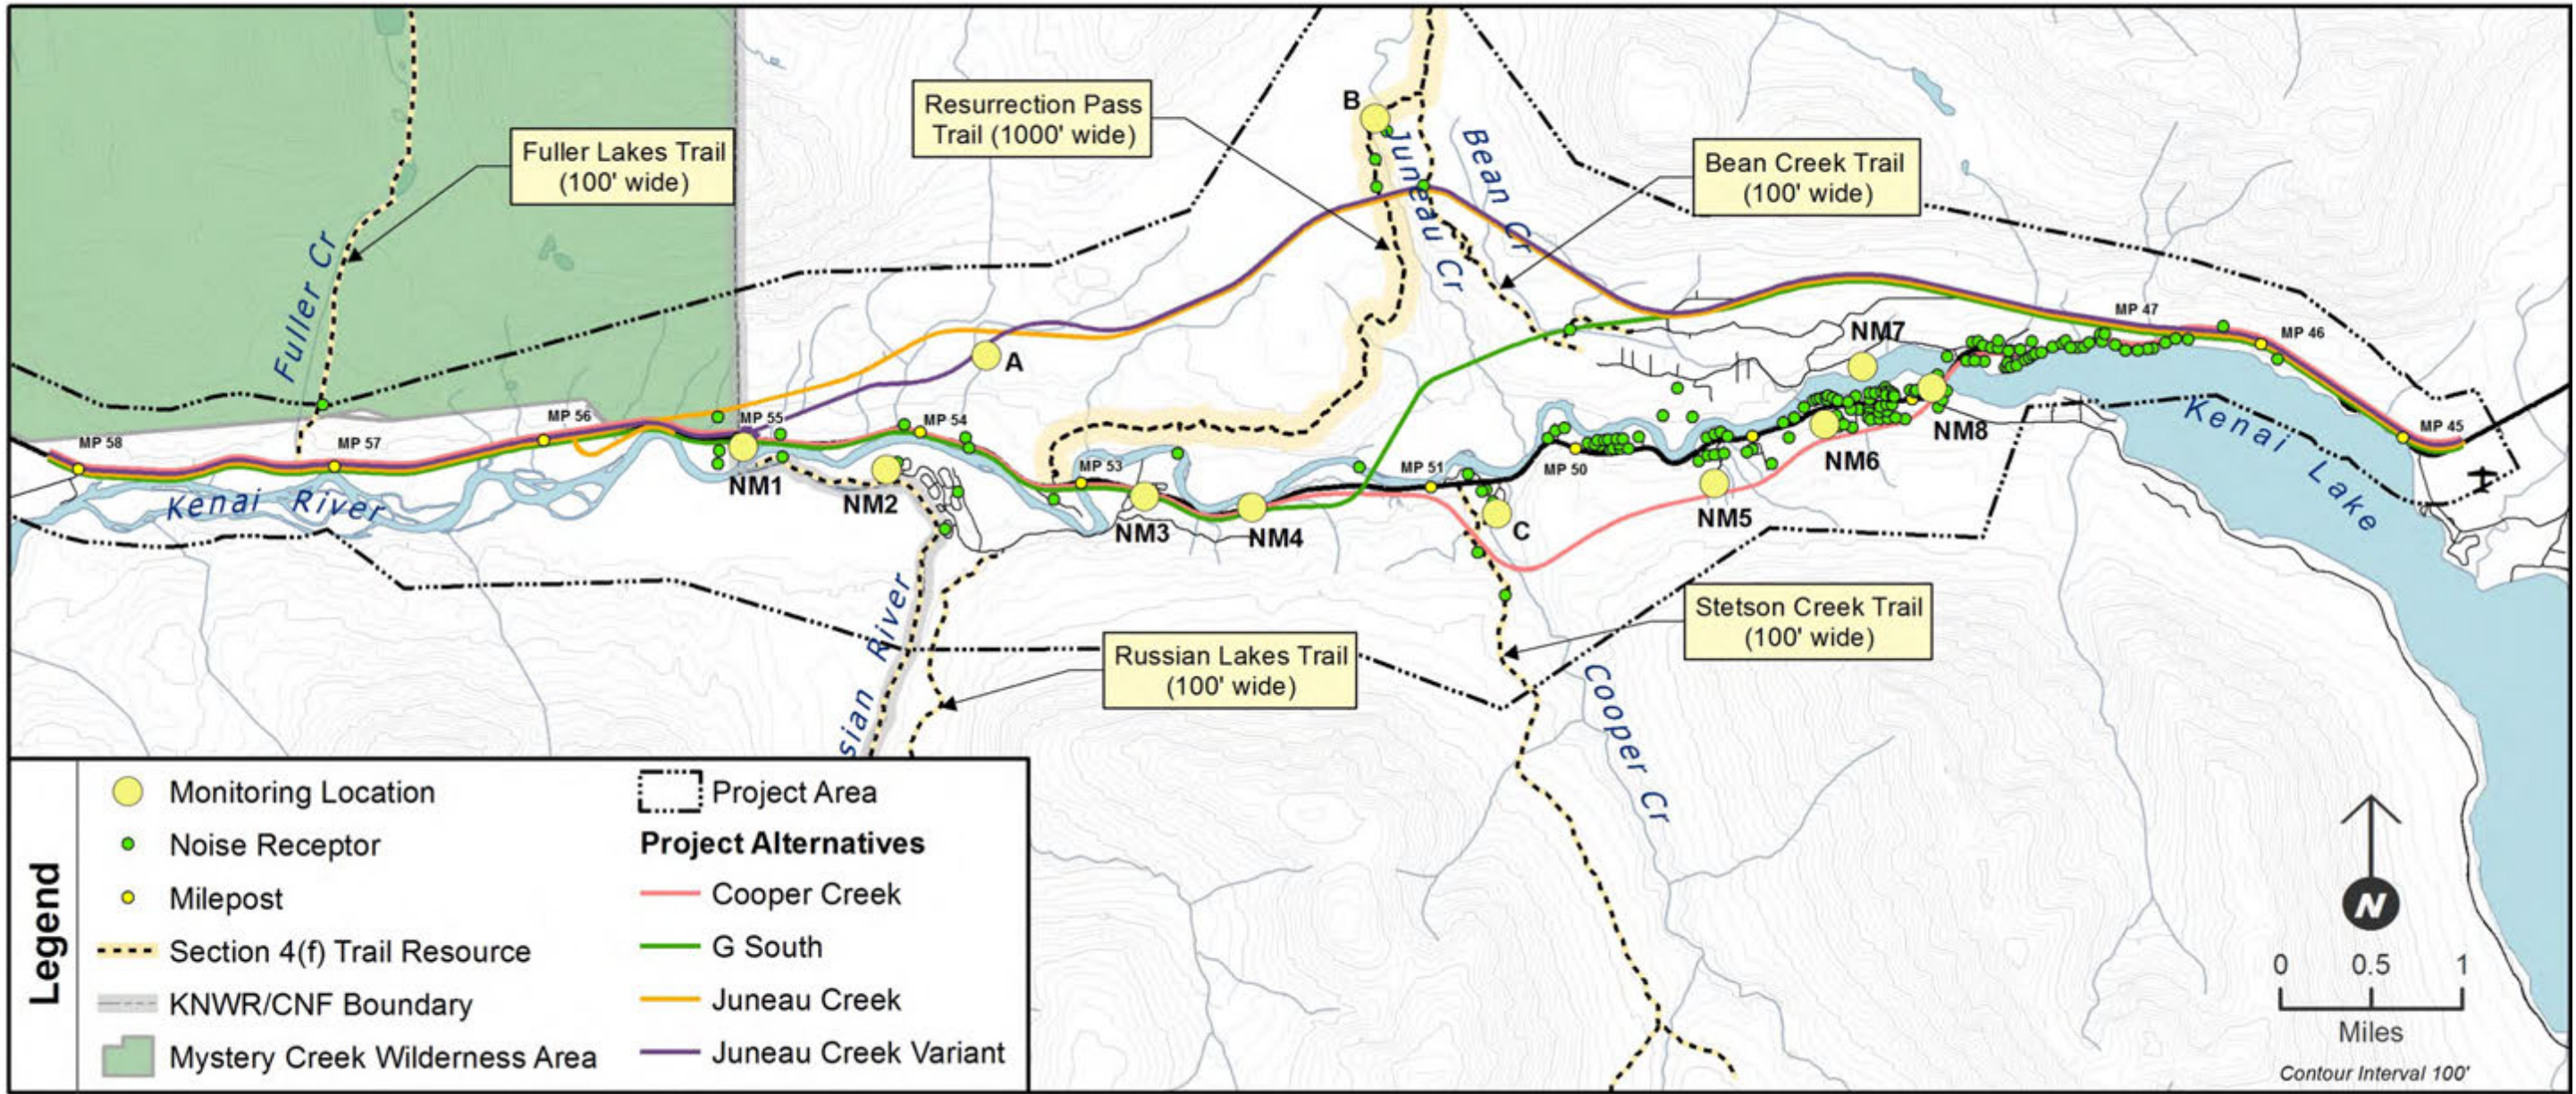 B
Resurrection Pass
Trail (1000' wide)
Juneau Cr
Bean Cr
Fuller Lakes Trail
(100' wide)
Bean Creek Trail
(100' wide)
Fuller Cr
MP 47
NM7
MP 46
A
MP 58
MP 57
MP 56
MP 55
MP 54
MP 45
Kenai Lake
NM8
NM6
MP 53
MP 51
MP 50
NM1
NM2
NM3
NM4
C
NM5
Kenai River
Stetson Creek Trail
(100' wide)
sian River
Russian Lakes Trail
(100' wide)
Cooper Cr
Legend
Monitoring Location
Noise Receptor
Milepost
Section 4(f) Trail Resource
KNWR/CNF Boundary
Mystery Creek Wilderness Area
Project Area
Project Alternatives
Cooper Creek
G South
Juneau Creek
Juneau Creek Variant
N
0 0.5 1
Miles
Contour Interval 100'